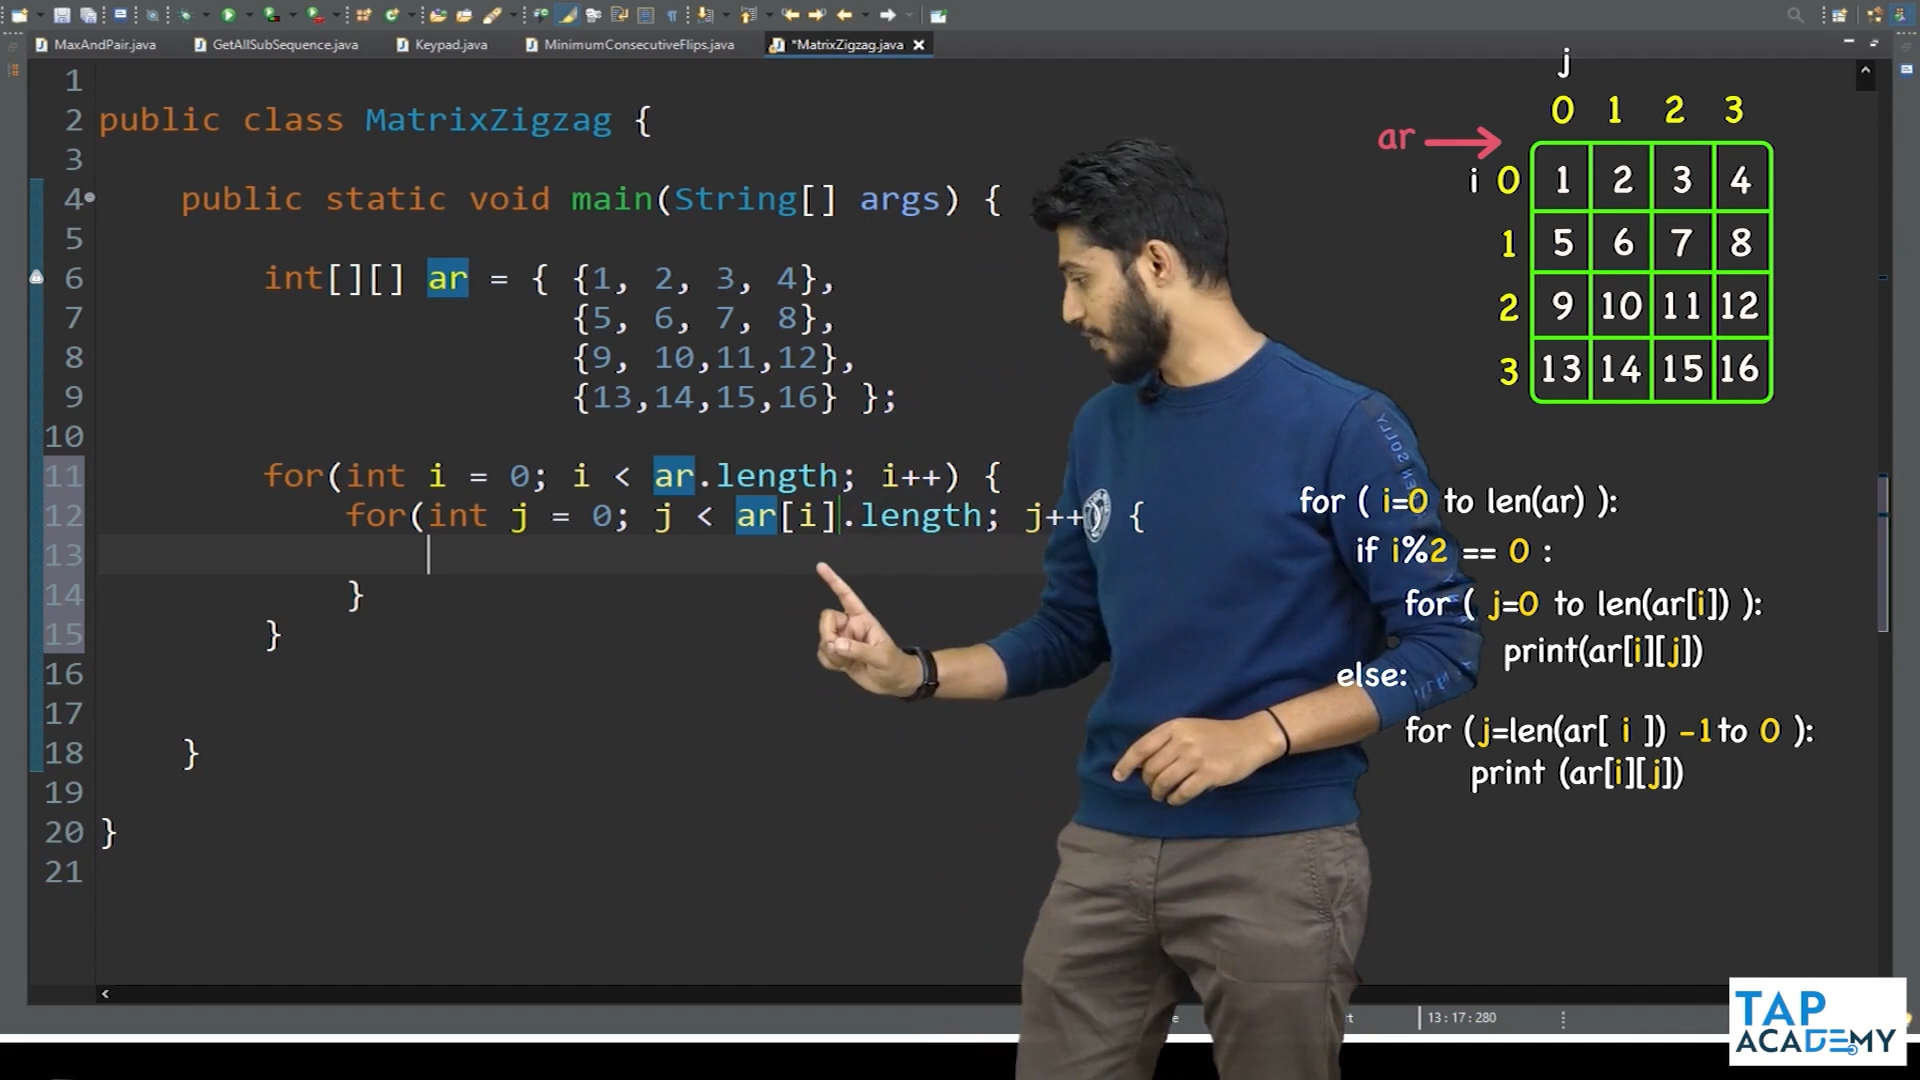 MaxAndPair.java GetAllSubSequence.java Keypad.java MinimumConsecutiveFlips.java *MatrixZigzag.java
1
2 public class MatrixZigzag {
3
4 public static void main(String[] args) {
5
6 int[][] ar = { {1, 2, 3, 4},
7 {5, 6, 7, 8},
8 {9, 10,11,12},
9 {13,14,15,16} };
10
11 for(int i = 0; i < ar.length; i++) {
12 for(int j = 0; j < ar[i].length; j++ {
13
14 }
15 }
16
17
18 }
19
20 }
21
j
0 1 2 3
ar
i 0 1 2 3 4
1 5 6 7 8
2 9 10 11 12
3 13 14 15 16
for ( i=0 to len(ar) ):
if i%2 == 0 :
for ( j=0 to len(ar[i]) ):
print(ar[i][j])
else:
for (j=len(ar[ i ]) -1 to 0 ):
print (ar[i][j])
13:17:280
TAP
ACADEMY